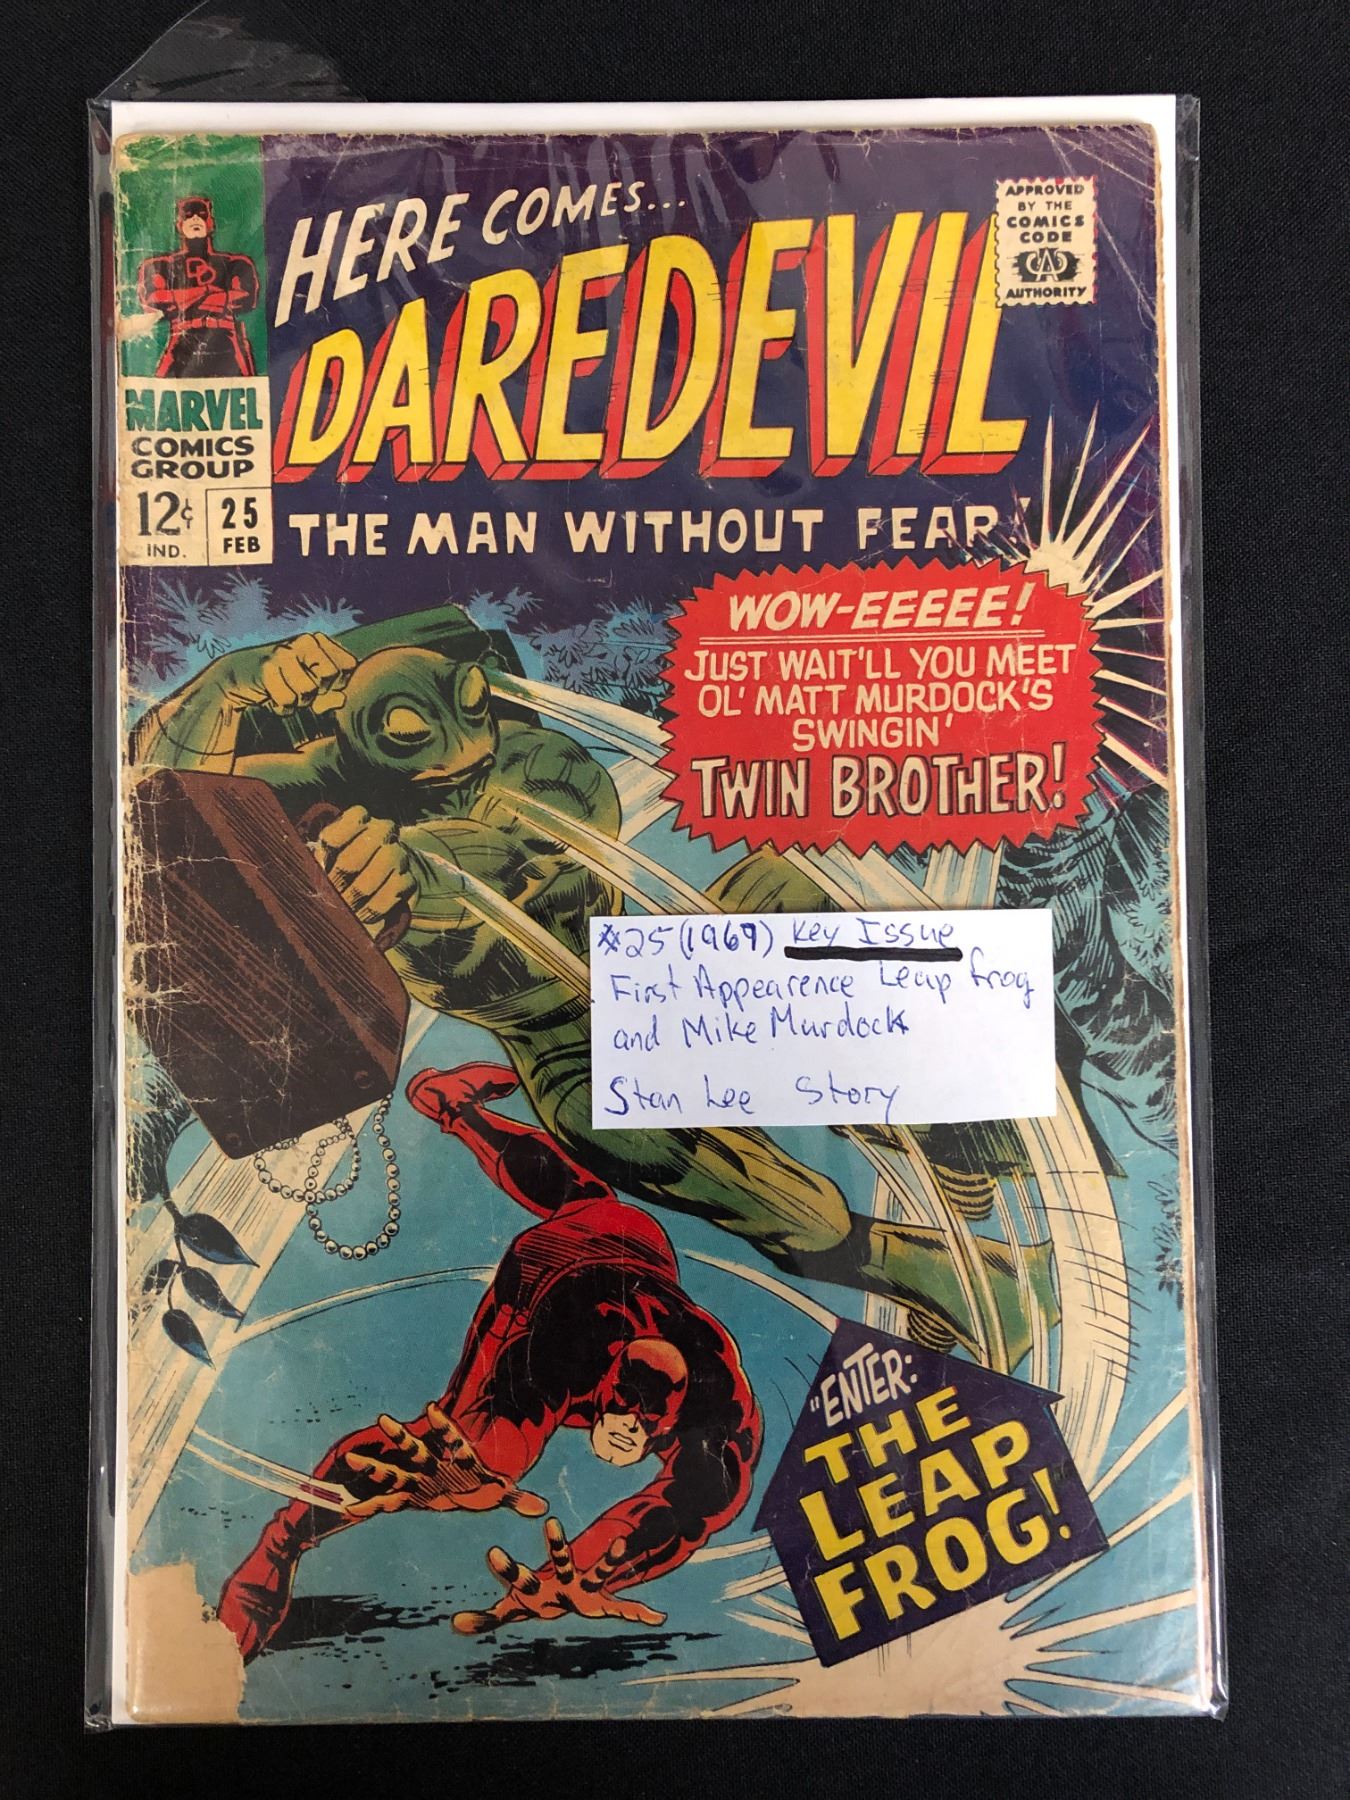 HERE COMES...
DAREDEVIL
THE MAN WITHOUT FEAR!
APPROVED
BY THE
COMICS
CODE
CA
AUTHORITY
DD
MARVEL
COMICS
GROUP
12¢
IND.
25
FEB
WOW-EEEEE!
JUST WAIT'LL YOU MEET
OL' MATT MURDOCK'S
SWINGIN'
TWIN BROTHER!
#25 (1967) Key Issue
First Appearence Leap frog
and Mike Murdock
Stan Lee Story
"ENTER:
THE
LEAP
FROG!